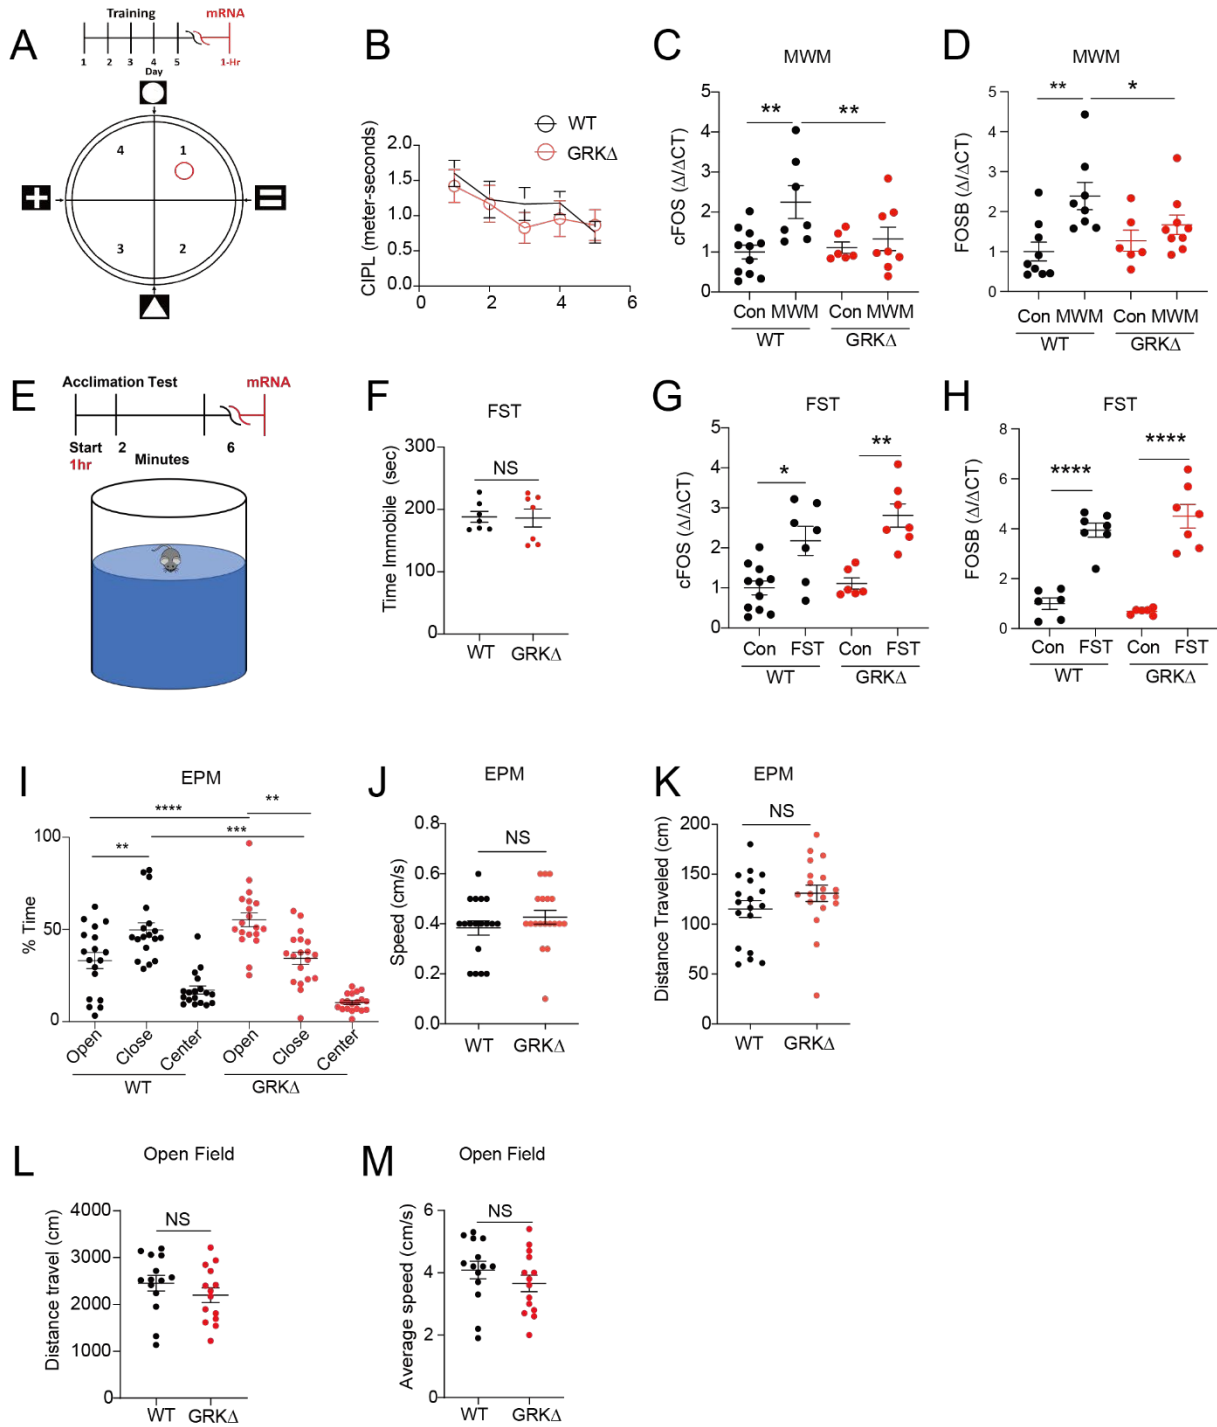 A
Training
mRNA
1 2 3 4 5 1-Hr
Day
4 1
3 2
B
WT
GRKΔ
CIPL (meter-seconds)
2.0
1.5
1.0
0.5
0.0
0 2 4 6
C
MWM
cFOS (Δ/ΔCT)
5
4
3
2
1
0
** **
Con MWM Con MWM
WT GRKΔ
D
MWM
FOSB (Δ/ΔCT)
5
4
3
2
1
0
** *
Con MWM Con MWM
WT GRKΔ
E
Acclimation Test mRNA
Start 2 6
1hr Minutes
F
FST
Time Immobile (sec)
300
200
100
0
NS
WT GRKΔ
G
FST
cFOS (Δ/ΔCT)
5
4
3
2
1
0
* **
Con FST Con FST
WT GRKΔ
H
FST
FOSB (Δ/ΔCT)
8
6
4
2
0
**** ****
Con FST Con FST
WT GRKΔ
I
EPM
% Time
100
50
0
**** **
** ***
Open Close Center Open Close Center
WT GRKΔ
J
EPM
Speed (cm/s)
0.8
0.6
0.4
0.2
0.0
NS
WT GRKΔ
K
EPM
Distance Traveled (cm)
200
150
100
50
0
NS
WT GRKΔ
L
Open Field
Distance travel (cm)
4000
3000
2000
1000
0
NS
WT GRKΔ
M
Open Field
Average speed (cm/s)
6
4
2
0
NS
WT GRKΔ